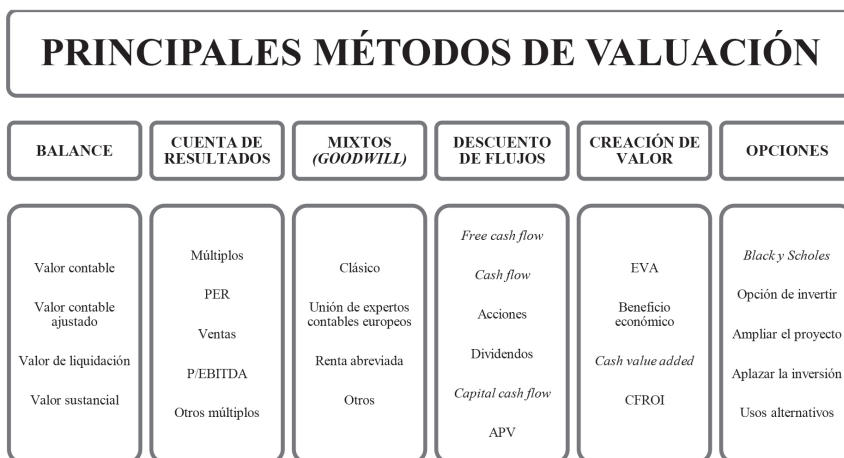 PRINCIPALES MÉTODOS DE VALUACIÓN
BALANCE
Valor contable
Valor contable
ajustado
Valor de liquidación
Valor sustancial
CUENTA DE
RESULTADOS
Múltiplos
PER
Ventas
P/EBITDA
Otros múltiplos
MIXTOS
(GOODWILL)
Clásico
Unión de expertos
contables europeos
Renta abreviada
Otros
DESCUENTO
DE FLUJOS
Free cash flow
Cash flow
Acciones
Dividendos
Capital cash flow
APV
CREACIÓN DE
VALOR
EVA
Beneficio
económico
Cash value added
CFROI
OPCIONES
Black y Scholes
Opción de invertir
Ampliar el proyecto
Aplazar la inversión
Usos alternativos